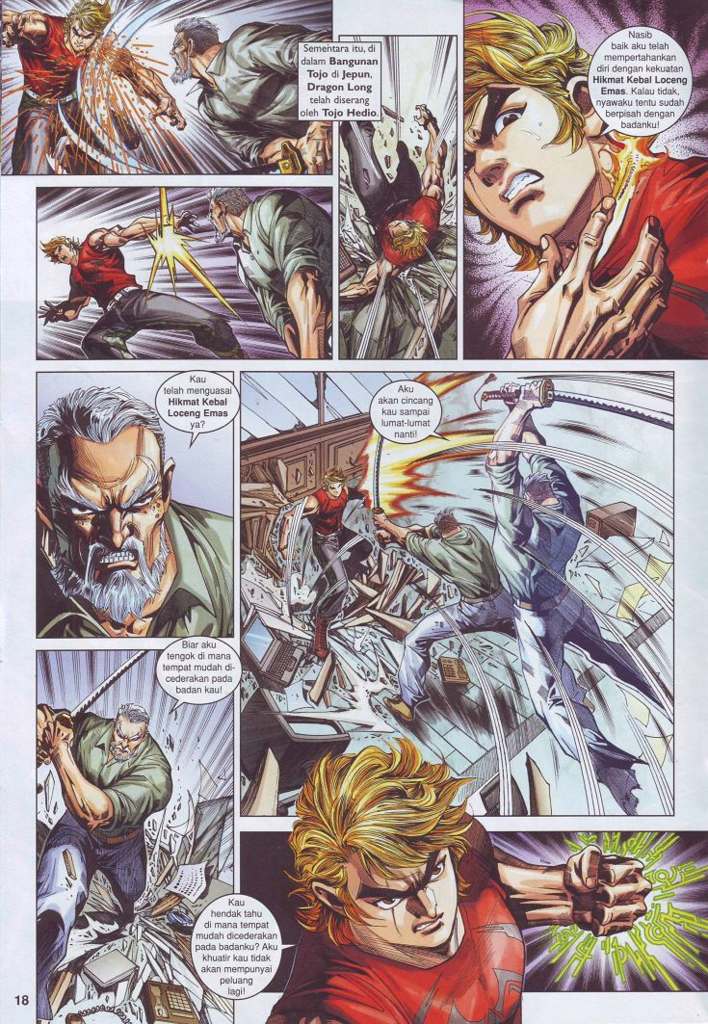 Sementara itu, di
dalam Bangunan
Tojo di Jepun,
Dragon Long
telah diserang
oleh Tojo Hedio.
Nasib
baik aku telah
mempertahankan
diri dengan kekuatan
Hikmat Kebal Loceng
Emas. Kalau tidak,
nyawaku tentu sudah
berpisah dengan
badanku!
Kau
telah menguasai
Hikmat Kebal
Loceng Emas
ya?
Aku
akan cincang
kau sampai
lumat-lumat
nanti!
Biar aku
tengok di mana
tempat mudah di-
cederakan pada
badan kau!
Kau
hendak tahu
di mana tempat
mudah dicederakan
pada badanku? Aku
khuatir kau tidak
akan mempunyai
peluang
lagi!
18